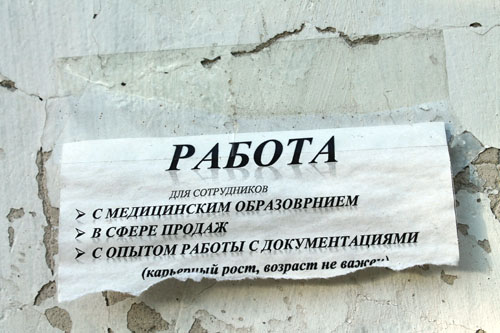 РАБОТА
ДЛЯ СОТРУДНИКОВ
➢ С МЕДИЦИНСКИМ ОБРАЗОВРНИЕМ
➢ В СФЕРЕ ПРОДАЖ
➢ С ОПЫТОМ РАБОТЫ С ДОКУМЕНТАЦИЯМИ
(карьерный рост, возраст не важен)